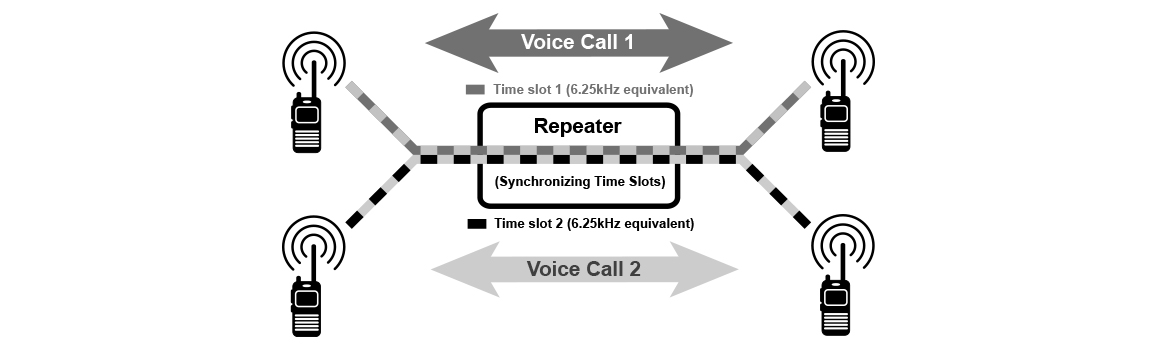 Voice Call 1
Time slot 1 (6.25kHz equivalent)
Repeater
(Synchronizing Time Slots)
Time slot 2 (6.25kHz equivalent)
Voice Call 2